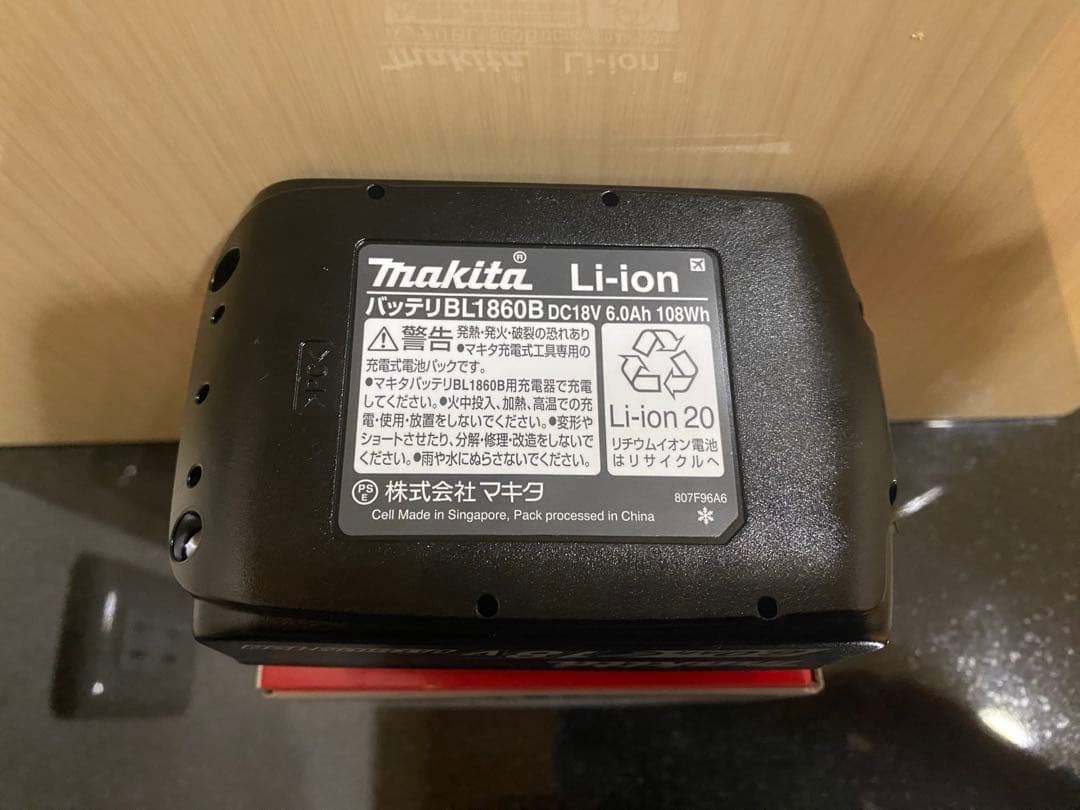 makita® Li-ion
バッテリBL1860B DC18V 6.0Ah 108Wh
警告 発熱・発火・破裂の恐れあり
●マキタ充電式工具専用の
充電式電池パックです。
●マキタバッテリBL1860B用充電器で充電
してください。●火中投入、加熱、高温での充
電・使用・放置をしないでください。●変形や
ショートさせたり、分解・修理・改造をしないで
ください。●雨や水にぬらさないでください。
Li-ion 20
リチウムイオン電池
はリサイクルへ
PS
E
株式会社マキタ
807F96A6
Cell Made in Singapore, Pack processed in China
makita
18V